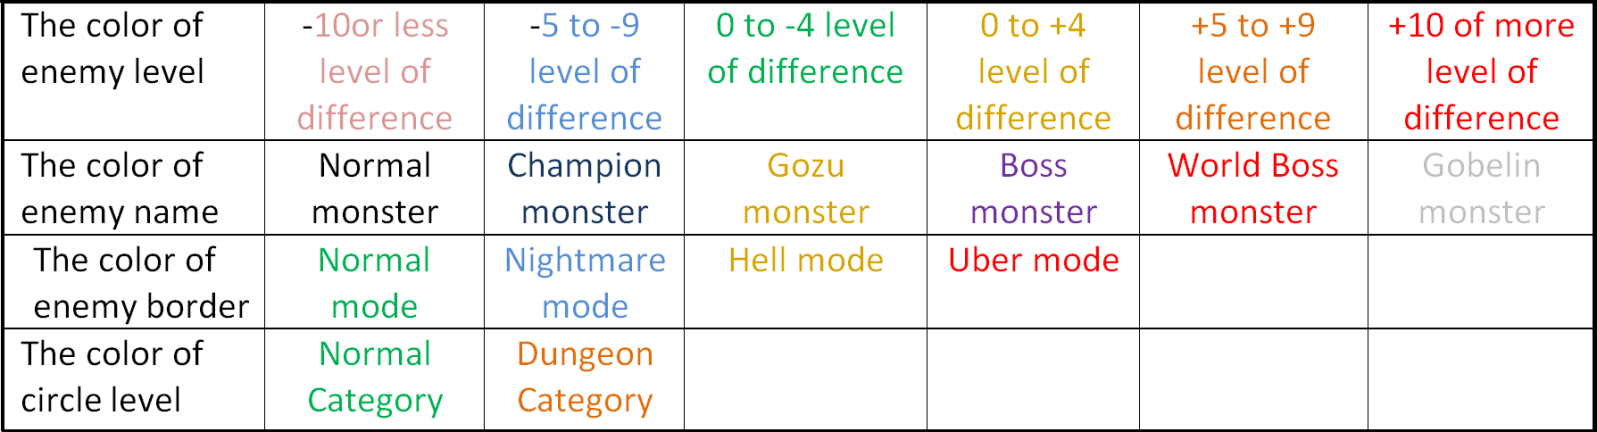 The color of
enemy level
-10or less
level of
difference
-5 to -9
level of
difference
0 to -4 level
of difference
0 to +4
level of
difference
+5 to +9
level of
difference
+10 of more
level of
difference
The color of
enemy name
Normal
monster
Champion
monster
Gozu
monster
Boss
monster
World Boss
monster
Gobelin
monster
The color of
enemy border
Normal
mode
Nightmare
mode
Hell mode
Uber mode
The color of
circle level
Normal
Category
Dungeon
Category